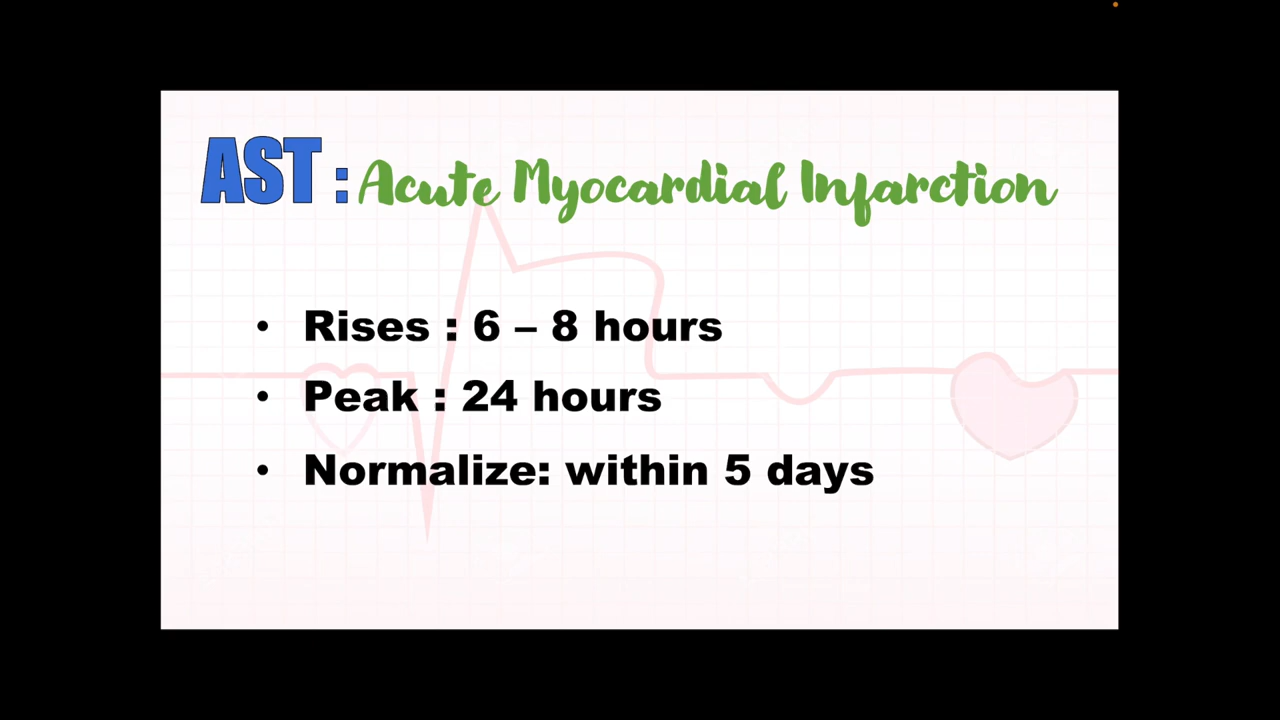 AST : Acute Myocardial Infarction
• Rises : 6 – 8 hours
• Peak : 24 hours
• Normalize: within 5 days